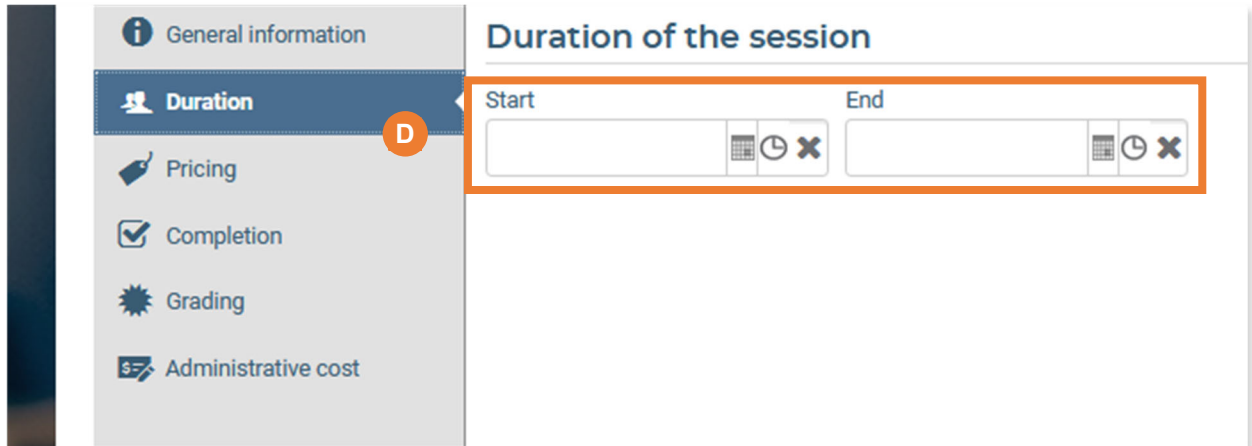 General information
Duration
D
Pricing
Completion
Grading
Administrative cost
Duration of the session
Start
End